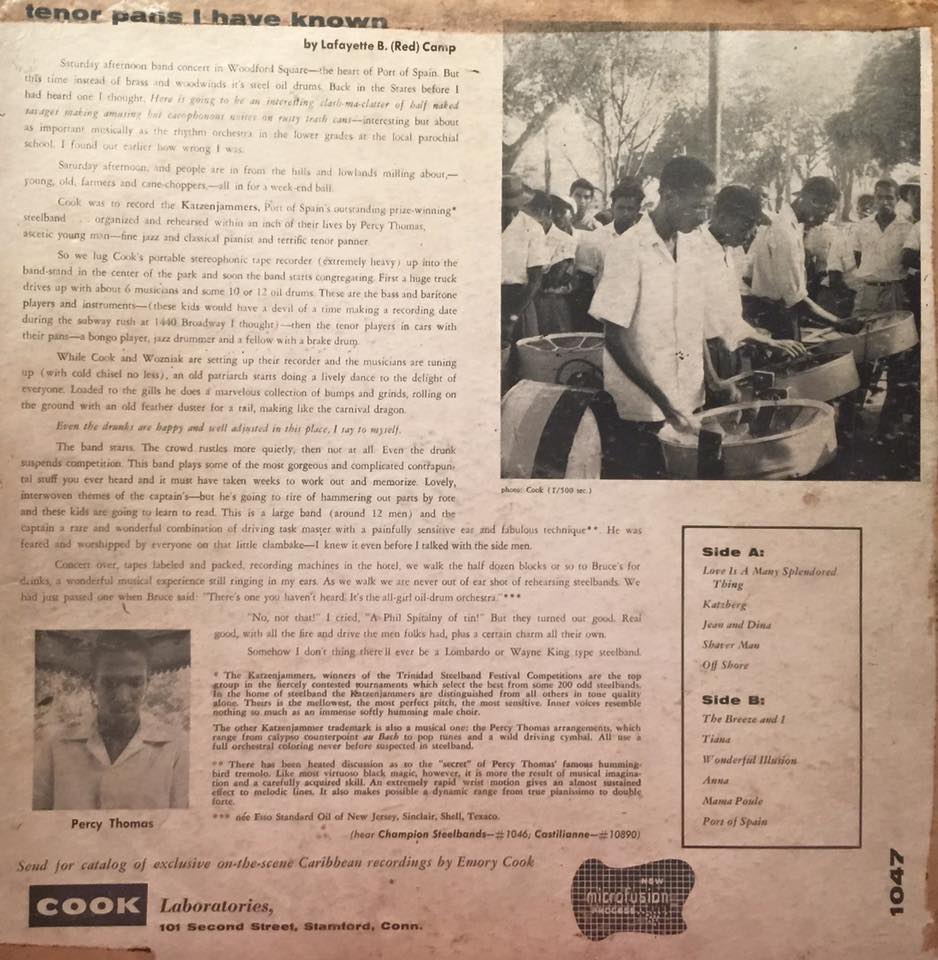 tenor pans I have known
by Lafayette B. (Red) Camp
Saturday afternoon band concert in Woodford Square—the heart of Port of Spain. But
this time instead of brass and woodwinds it's steel oil drums. Back in the States before I
had heard one I thought, Here is going to be an interesting clash-ma-clatter of half naked
savages making amusing but cacophonous noises on rusty trash cans—interesting but about
as important musically as the rhythm orchestra in the lower grades at the local parochial
school. I found out earlier how wrong I was.
Saturday afternoon, and people are in from the hills and lowlands milling about,—
young, old, farmers and cane-choppers,—all in for a week-end ball.
Cook was to record the Katzenjammers, Port of Spain's outstanding prize-winning*
steelband . . . organized and rehearsed within an inch of their lives by Percy Thomas,
ascetic young man—fine jazz and classical pianist and terrific tenor panner.
So we lug Cook's portable stereophonic tape recorder (extremely heavy) up into the
band-stand in the center of the park and soon the band starts congregating. First a huge truck
drives up with about 6 musicians and some 10 or 12 oil drums. These are the bass and baritone
players and instruments—(these kids would have a devil of a time making a recording date
during the subway rush at 1440 Broadway I thought)—then the tenor players in cars with
their pans—a bongo player, jazz drummer and a fellow with a brake drum.
While Cook and Wozniak are setting up their recorder and the musicians are tuning
up (with cold chisel no less), an old patriarch starts doing a lively dance to the delight of
everyone. Loaded to the gills he does a marvelous collection of bumps and grinds, rolling on
the ground with an old feather duster for a tail, making like the carnival dragon.
Even the drunks are happy and well adjusted in this place, I say to myself.
The band starts. The crowd rustles more quietly, then not at all. Even the drunk
suspends competition. This band plays some of the most gorgeous and complicated contrapun-
tal stuff you ever heard and it must have taken weeks to work out and memorize. Lovely,
interwoven themes of the captain's—but he's going to tire of hammering out parts by rote
and these kids are going to learn to read. This is a large band (around 12 men) and the
captain a rare and wonderful combination of driving task master with a painfully sensitive ear and fabulous technique**. He was
feared and worshipped by everyone on that little clambake—I knew it even before I talked with the side men.
Concert over, tapes labeled and packed, recording machines in the hotel, we walk the half dozen blocks or so to Bruce's for
drinks, a wonderful musical experience still ringing in my ears. As we walk we are never out of ear shot of rehearsing steelbands. We
had just passed one when Bruce said: "There's one you haven't heard. It's the all-girl oil-drum orchestra."***
"No, not that!" I cried, "A Phil Spitalny of tin!" But they turned out good. Real
good, with all the fire and drive the men folks had, plus a certain charm all their own.
Somehow I don't thing there'll ever be a Lombardo or Wayne King type steelband.
* The Katzenjammers, winners of the Trinidad Steelband Festival Competitions are the top
group in the fiercely contested tournaments which select the best from some 200 odd steelbands.
In the home of steelband the Katzenjammers are distinguished from all others in tone quality
alone. Theirs is the mellowest, the most perfect pitch, the most sensitive. Inner voices resemble
nothing so much as an immense softly humming male choir.
The other Katzenjammer trademark is also a musical one: the Percy Thomas arrangements, which
range from calypso counterpoint au Bach to pop tunes and a wild driving cymbal. All use a
full orchestral coloring never before suspected in steelband.
** There has been heated discussion as to the "secret" of Percy Thomas' famous humming-
bird tremolo. Like most virtuoso black magic, however, it is more the result of musical imagina-
tion and a carefully acquired skill. An extremely rapid wrist motion gives an almost sustained
effect to melodic lines. It also makes possible a dynamic range from true pianissimo to double
forte.
*** née Esso Standard Oil of New Jersey, Sinclair, Shell, Texaco.
(hear Champion Steelbands—#1046; Castilianne—#10890)
Percy Thomas
photo: Cook (1/500 sec.)
Side A:
Love Is A Many Splendored
Thing
Katzberg
Jean and Dina
Shaver Man
Off Shore
Side B:
The Breeze and I
Tiana
Wonderful Illusion
Anna
Mama Poule
Port of Spain
Send for catalog of exclusive on-the-scene Caribbean recordings by Emory Cook
COOK Laboratories,
101 Second Street, Stamford, Conn.
NEW
microfusion
PROCESS
1047